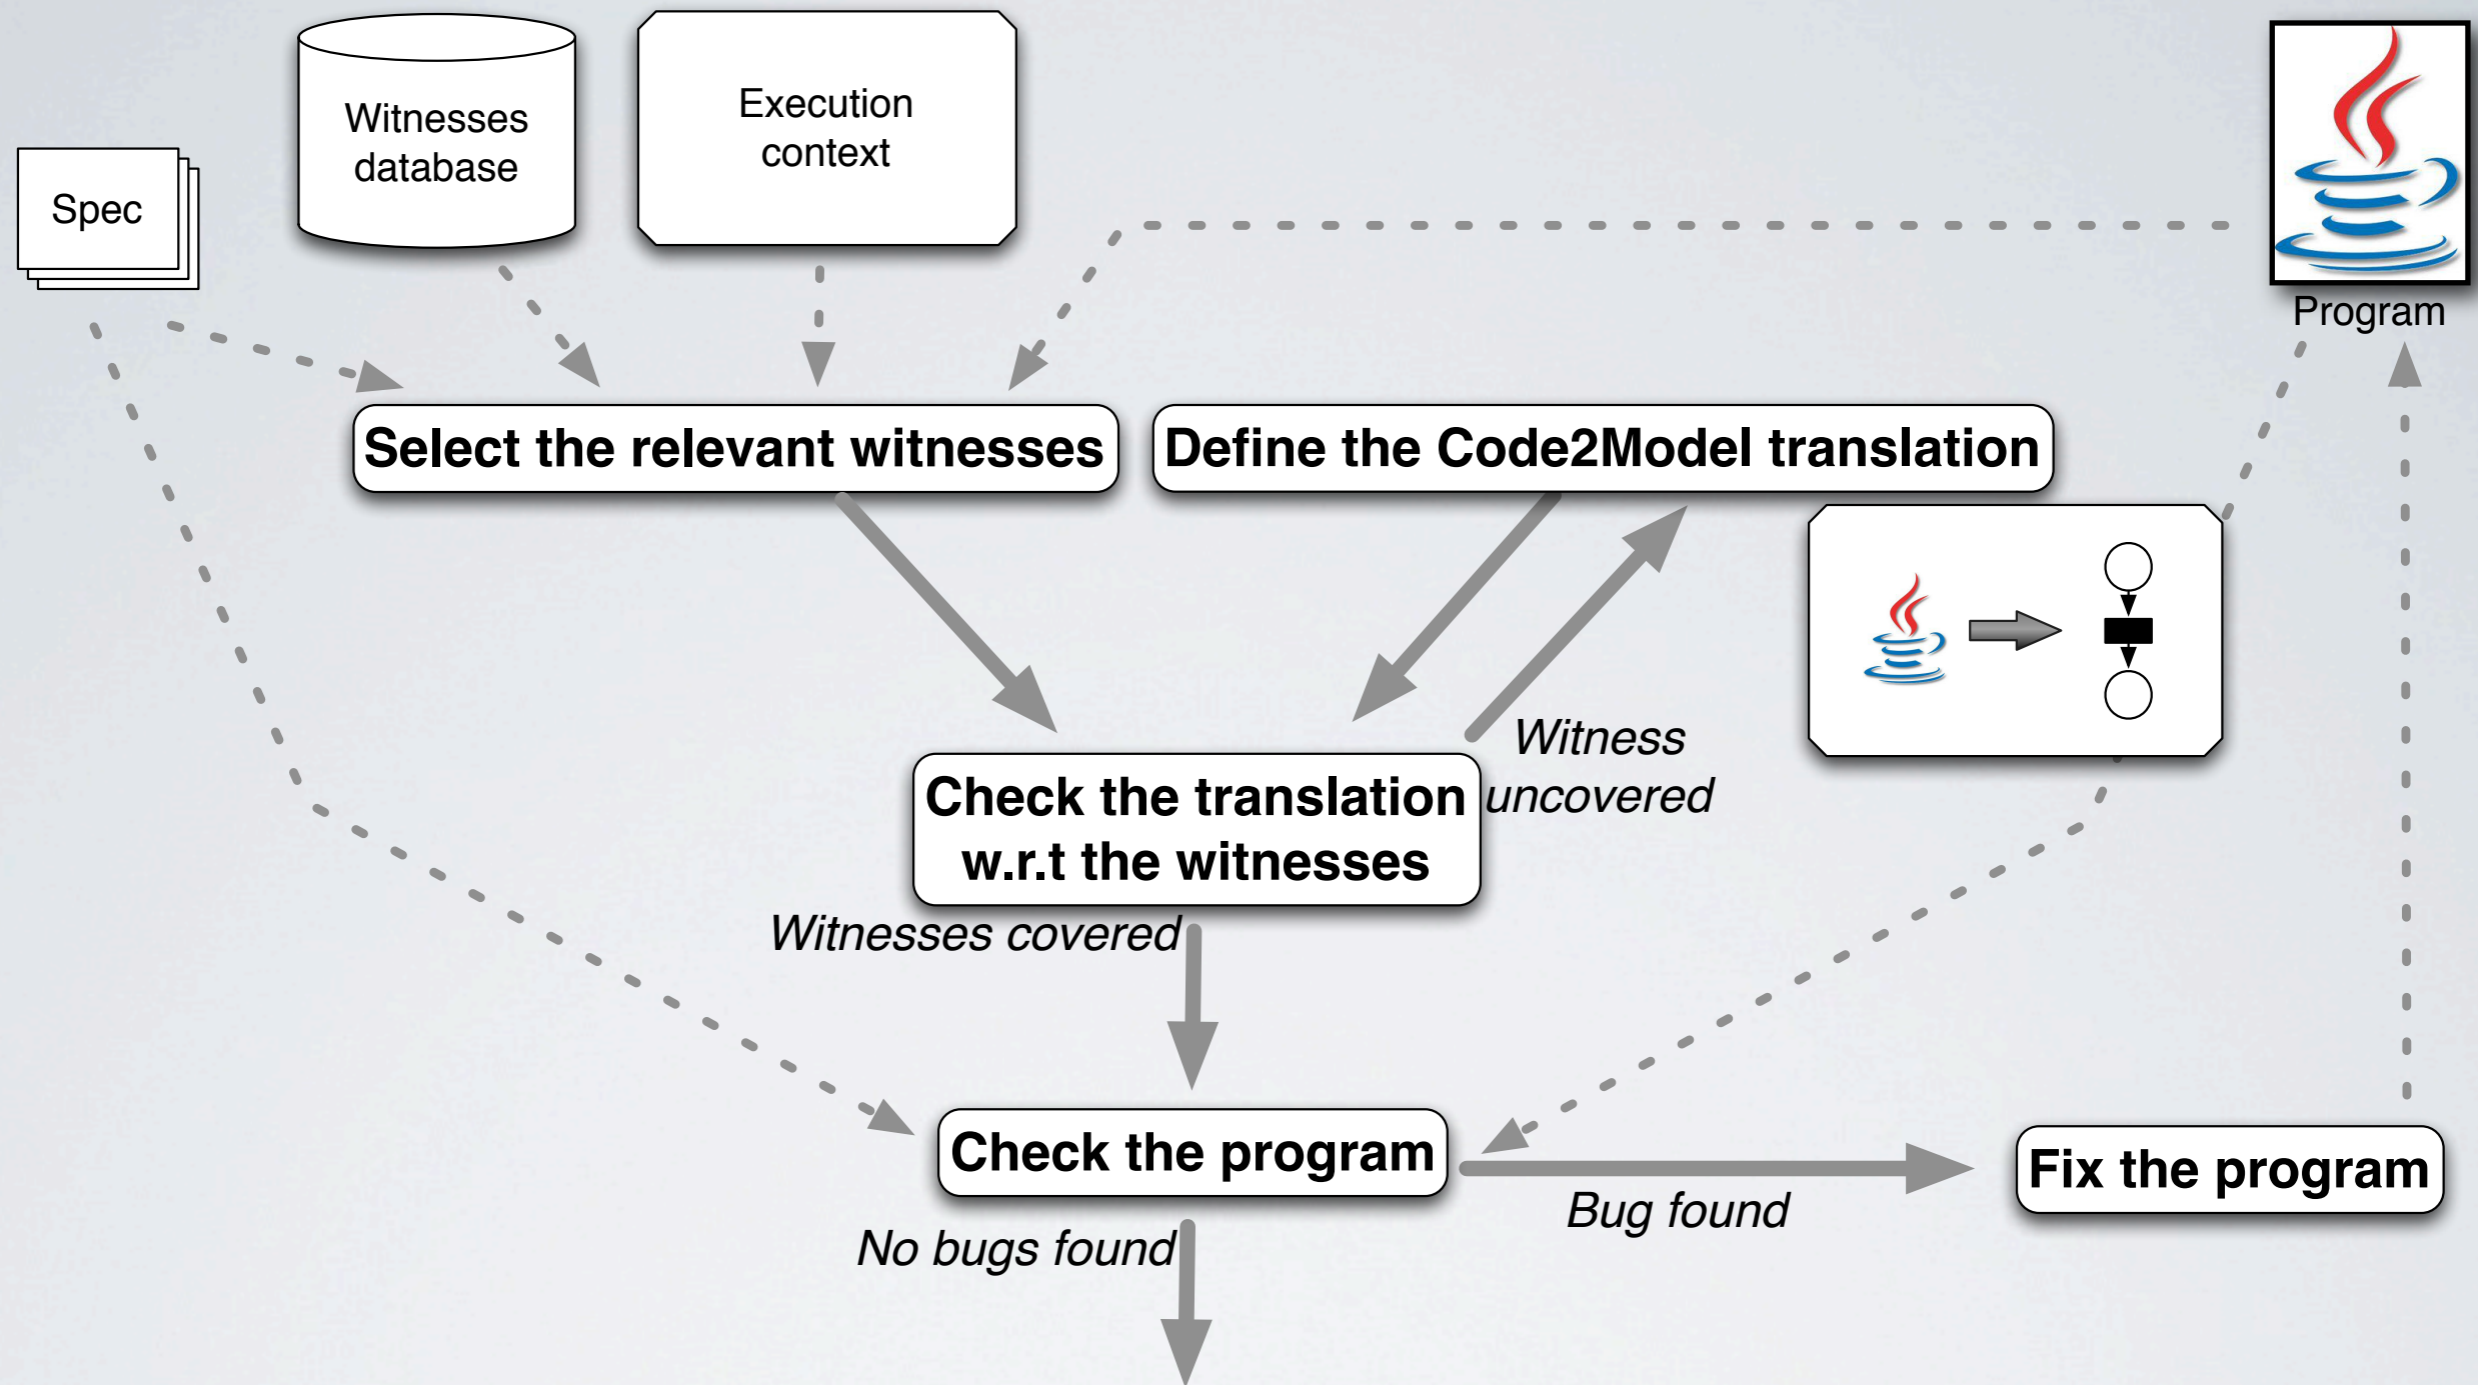 Witnesses
database
Execution
context
Spec
Program
Select the relevant witnesses
Define the Code2Model translation
Witness
uncovered
Check the translation
w.r.t the witnesses
Witnesses covered
Check the program
Bug found
Fix the program
No bugs found